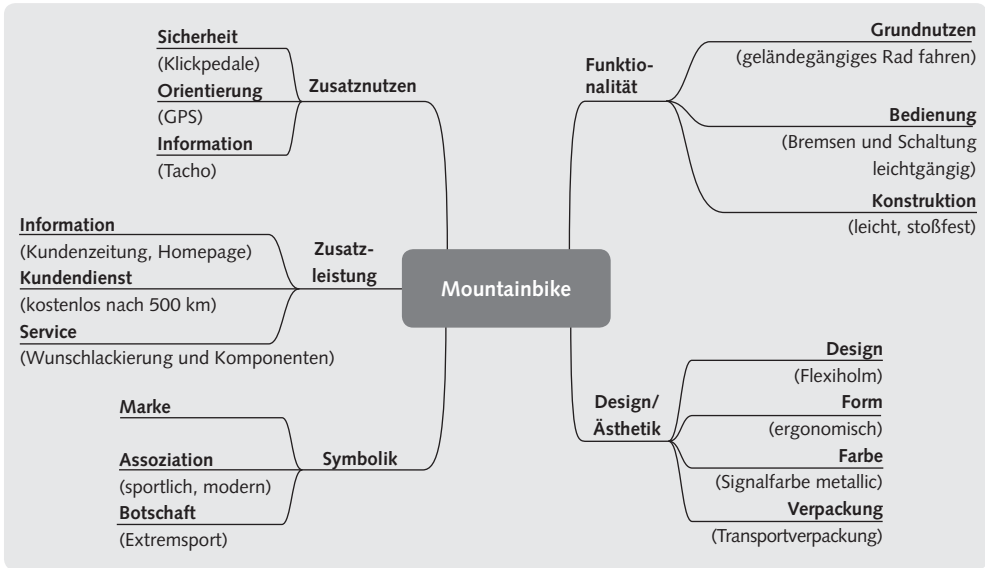 Sicherheit
(Klickpedale)
Orientierung
(GPS)
Information
(Tacho)
Zusatznutzen
Information
(Kundenzeitung, Homepage)
Kundendienst
(kostenlos nach 500 km)
Service
(Wunschlackierung und Komponenten)
Zusatz-
leistung
Marke
Assoziation
(sportlich, modern)
Botschaft
(Extremsport)
Symbolik
Mountainbike
Funktio-
nalität
Grundnutzen
(geländegängiges Rad fahren)
Bedienung
(Bremsen und Schaltung
leichtgängig)
Konstruktion
(leicht, stoßfest)
Design/
Ästhetik
Design
(Flexiholm)
Form
(ergonomisch)
Farbe
(Signalfarbe metallic)
Verpackung
(Transportverpackung)